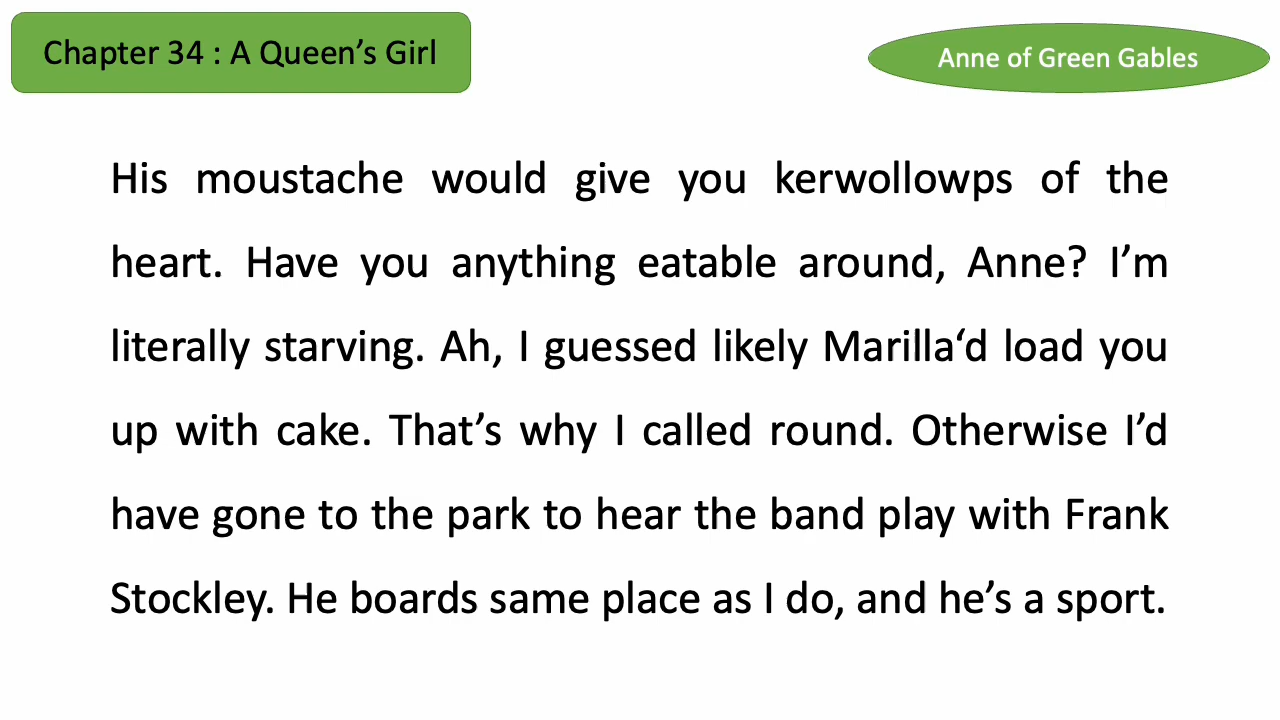 Chapter 34 : A Queen’s Girl
Anne of Green Gables
His moustache would give you kerwollowps of the
heart. Have you anything eatable around, Anne? I’m
literally starving. Ah, I guessed likely Marilla‘d load you
up with cake. That’s why I called round. Otherwise I’d
have gone to the park to hear the band play with Frank
Stockley. He boards same place as I do, and he’s a sport.